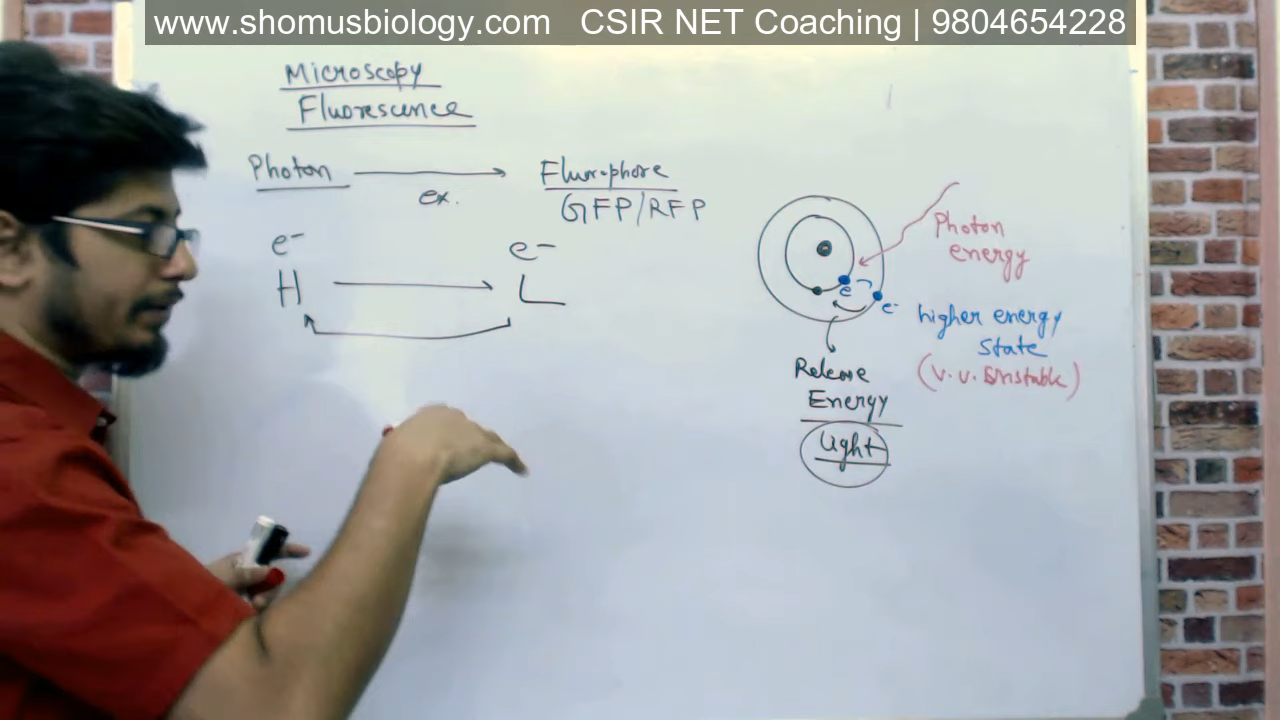 www.shomusbiology.com CSIR NET Coaching | 9804654228
Microscopy
Fluorescence
Photon
ex.
Fluorophore
GFP/RFP
e-
H
e-
L
Photon
energy
e-
e-
higher energy
state
(V. V. Unstable)
Release
Energy
Light